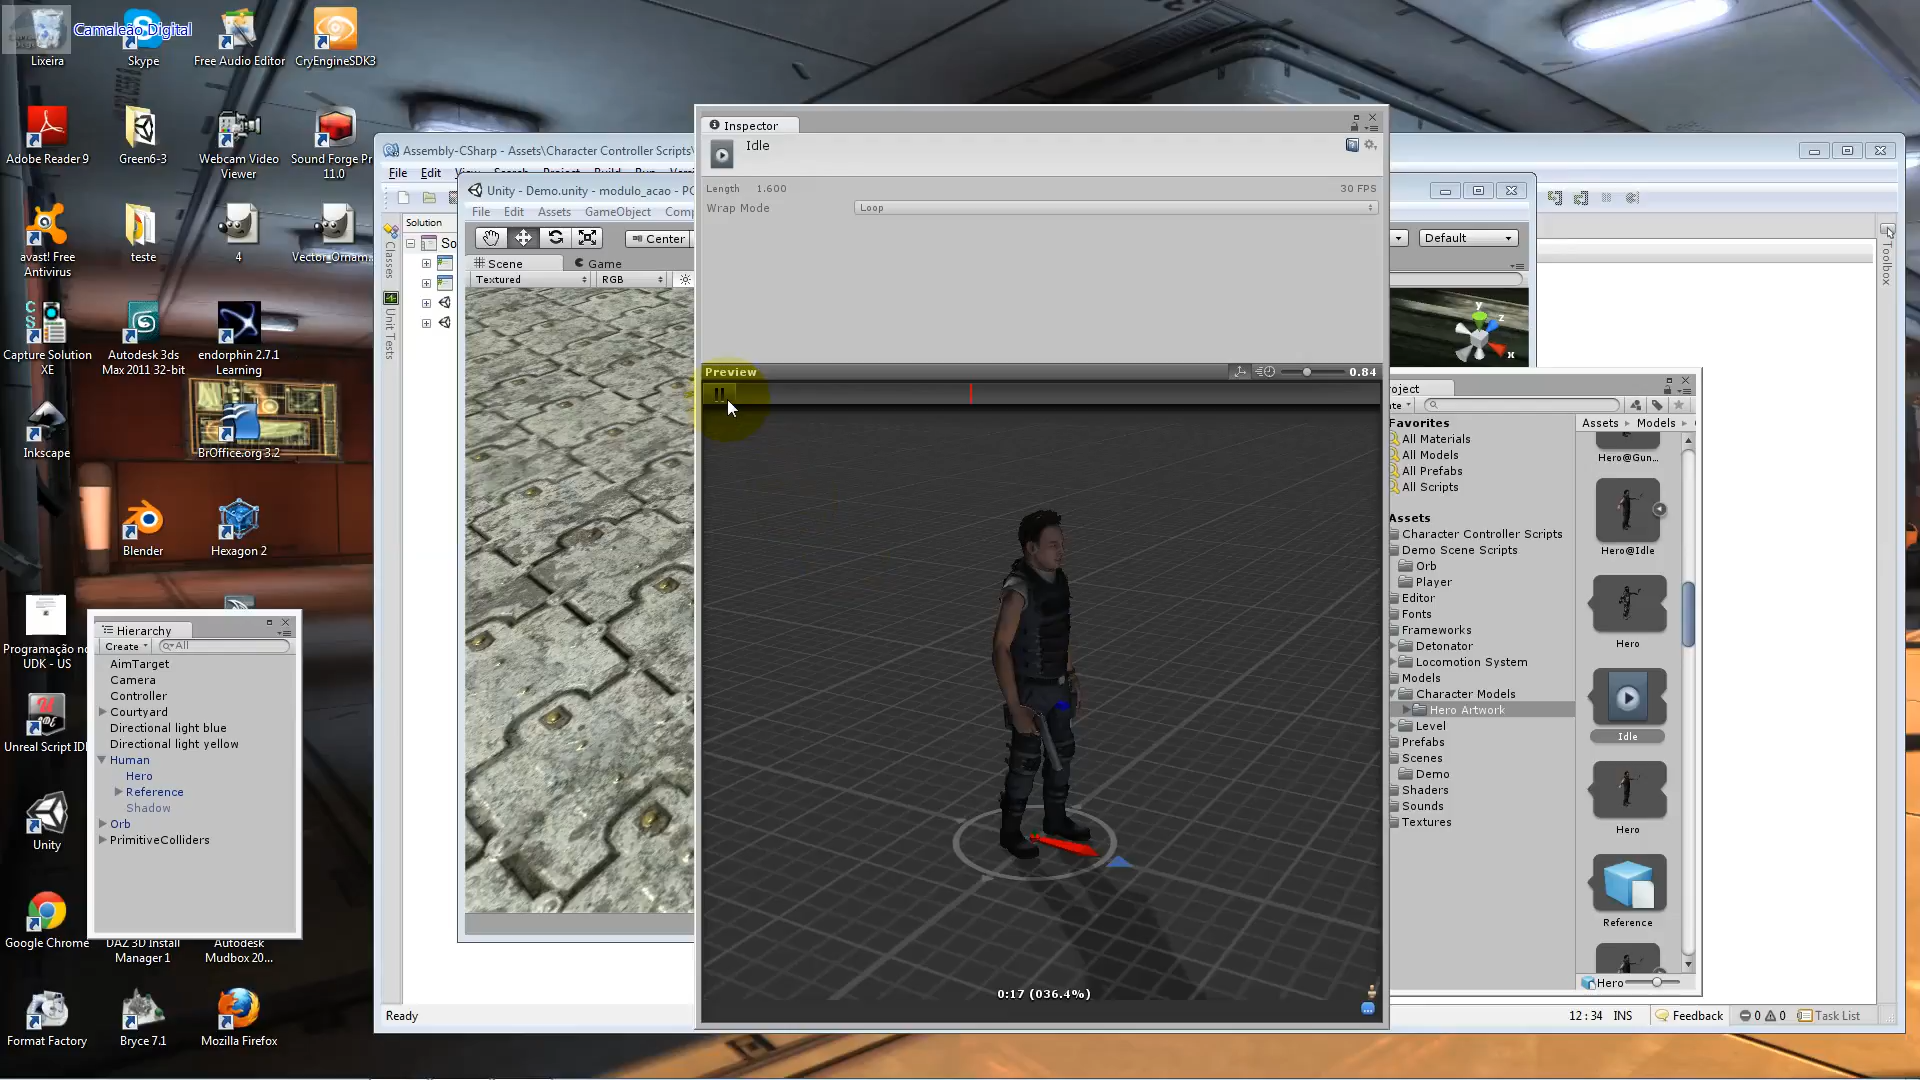 Camaleão Digital
Lixeira
Skype
Free Audio Editor
CryEngineSDK3
Adobe Reader 9
Green6-3
Webcam Video
Viewer
Sound Forge Pr
11.0
avast! Free
Antivirus
teste
4
Vector_Ornam...
Capture Solution
XE
Autodesk 3ds
Max 2011 32-bit
endorphin 2.7.1
Learning
Inkscape
BrOffice.org 3.2
Blender
Hexagon 2
Programação no
UDK - US
Unreal Script IDE
Unity
Google Chrome
DAZ 3D Install
Manager 1
Autodesk
Mudbox 20...
Format Factory
Bryce 7.1
Mozilla Firefox
Hierarchy
Create
All
AimTarget
Camera
Controller
Courtyard
Directional light blue
Directional light yellow
Human
Hero
Reference
Shadow
Orb
PrimitiveColliders
Assembly-CSharp - Assets\Character Controller Scripts\
File Edit View Search Project Build Run
Solution
So
Classes
Unit Tests
Ready
Unity - Demo.unity - modulo_acao - PC
File Edit Assets GameObject Comp
Center
Scene
Game
Textured
RGB
Inspector
Idle
Length 1.600
30 FPS
Wrap Mode
Loop
Preview
0.84
0:17 (036.4%)
Default
y
z
x
Toolbox
roject
ate
Favorites
All Materials
All Models
All Prefabs
All Scripts
Assets
Character Controller Scripts
Demo Scene Scripts
Orb
Player
Editor
Fonts
Frameworks
Detonator
Locomotion System
Models
Character Models
Hero Artwork
Level
Prefabs
Scenes
Demo
Shaders
Sounds
Textures
Assets Models
Hero@Gun...
Hero@Idle
Hero
Idle
Hero
Reference
Hero
12 : 34 INS
Feedback
0 0
Task List